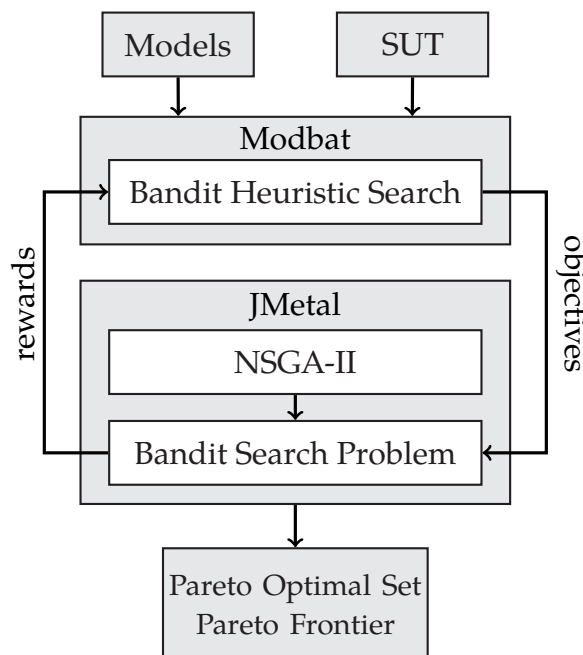 Models
SUT
Modbat
Bandit Heuristic Search
rewards
objectives
JMetal
NSGA-II
Bandit Search Problem
Pareto Optimal Set
Pareto Frontier